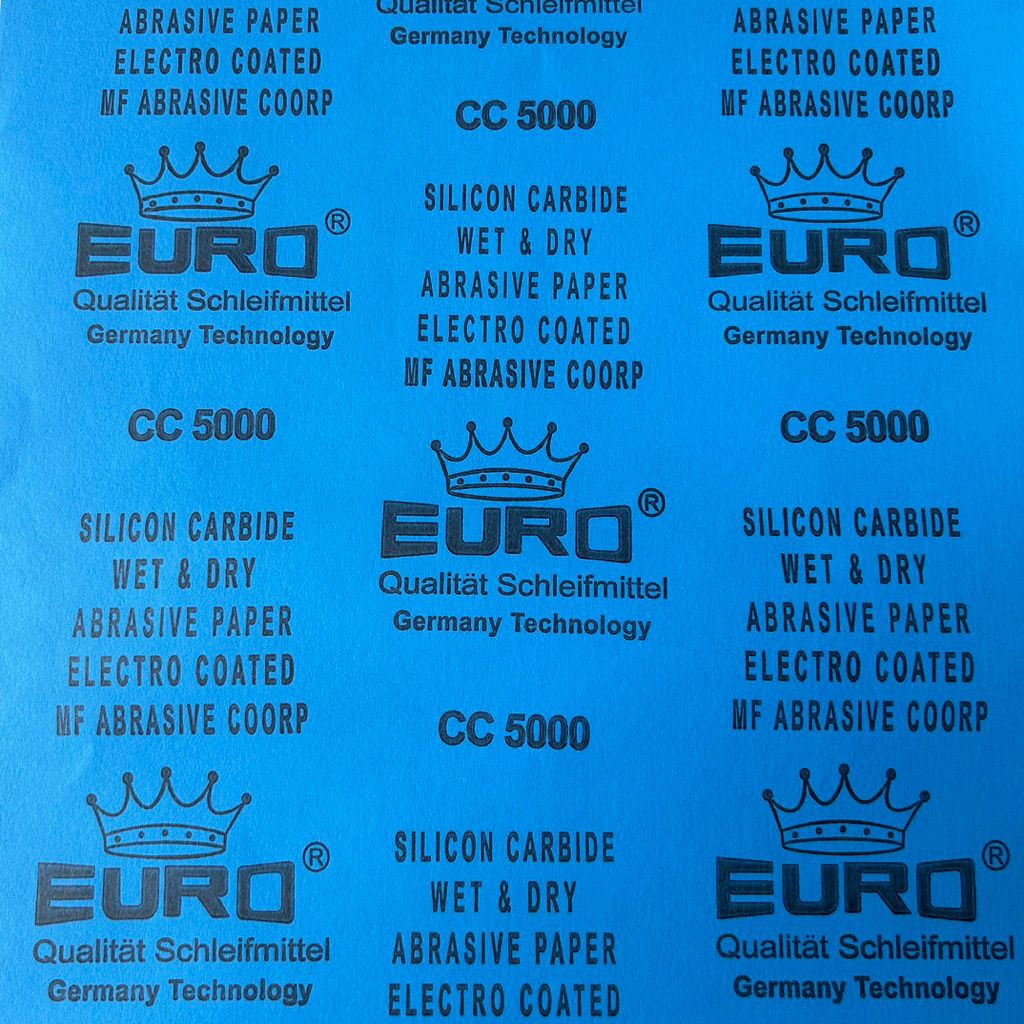 ABRASIVE PAPER
ELECTRO COATED
MF ABRASIVE COORP
EURO®
Qualität Schleifmittel
Germany Technology
CC 5000
SILICON CARBIDE
WET & DRY
ABRASIVE PAPER
ELECTRO COATED
MF ABRASIVE COORP
EURO®
Qualität Schleifmittel
Germany Technology
Qualität Schleifmittel
Germany Technology
CC 5000
SILICON CARBIDE
WET & DRY
ABRASIVE PAPER
ELECTRO COATED
MF ABRASIVE COORP
EURO®
Qualität Schleifmittel
Germany Technology
CC 5000
SILICON CARBIDE
WET & DRY
ABRASIVE PAPER
ELECTRO COATED
ABRASIVE PAPER
ELECTRO COATED
MF ABRASIVE COORP
EURO®
Qualität Schleifmittel
Germany Technology
CC 5000
SILICON CARBIDE
WET & DRY
ABRASIVE PAPER
ELECTRO COATED
MF ABRASIVE COORP
EURO®
Qualität Schleifmittel
Germany Technology